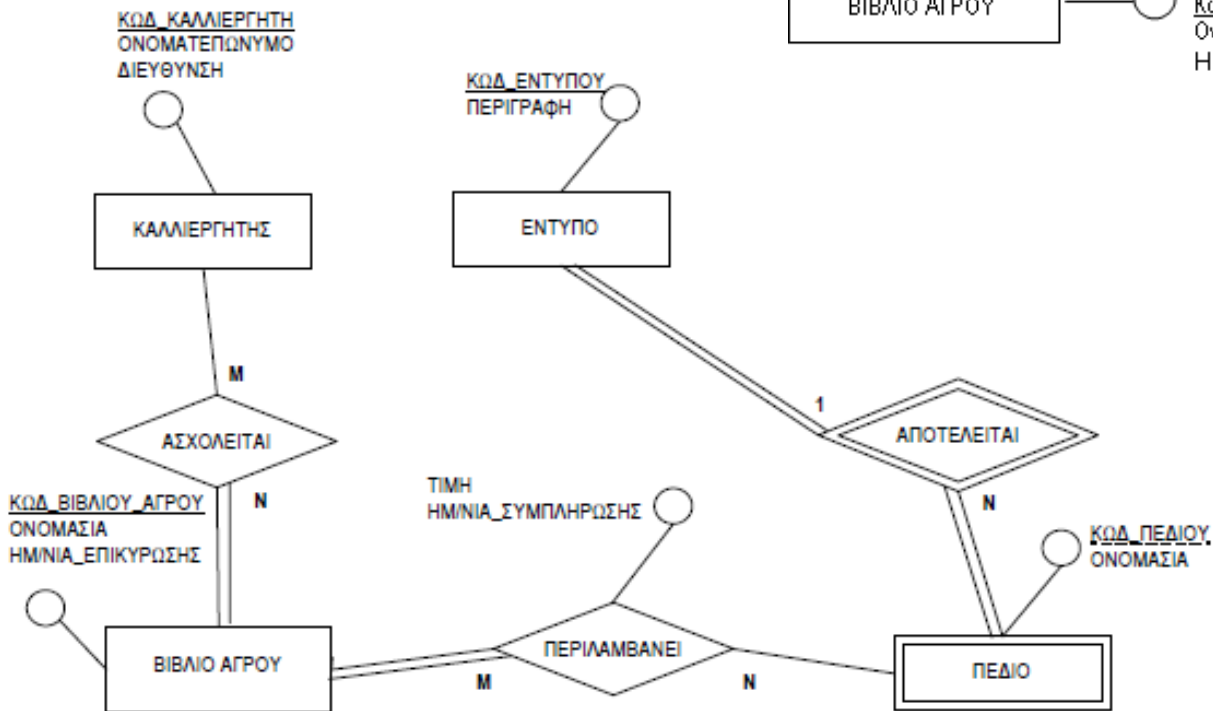 ΒΙΒΛΙΟ ΑΓΡΟΥ
ΚΩΔ_ΚΑΛΛΙΕΡΓΗΤΗ
ΟΝΟΜΑΤΕΠΩΝΥΜΟ
ΔΙΕΥΘΥΝΣΗ
ΚΩΔ_ΕΝΤΥΠΟΥ
ΠΕΡΙΓΡΑΦΗ
ΚΑΛΛΙΕΡΓΗΤΗΣ
ΕΝΤΥΠΟ
M
1
ΑΣΧΟΛΕΙΤΑΙ
ΑΠΟΤΕΛΕΙΤΑΙ
N
N
ΚΩΔ_ΒΙΒΛΙΟΥ_ΑΓΡΟΥ
ΟΝΟΜΑΣΙΑ
ΗΜ/ΝΙΑ_ΕΠΙΚΥΡΩΣΗΣ
ΤΙΜΗ
ΗΜ/ΝΙΑ_ΣΥΜΠΛΗΡΩΣΗΣ
ΚΩΔ_ΠΕΔΙΟΥ
ΟΝΟΜΑΣΙΑ
ΒΙΒΛΙΟ ΑΓΡΟΥ
ΠΕΡΙΛΑΜΒΑΝΕΙ
ΠΕΔΙΟ
M
N